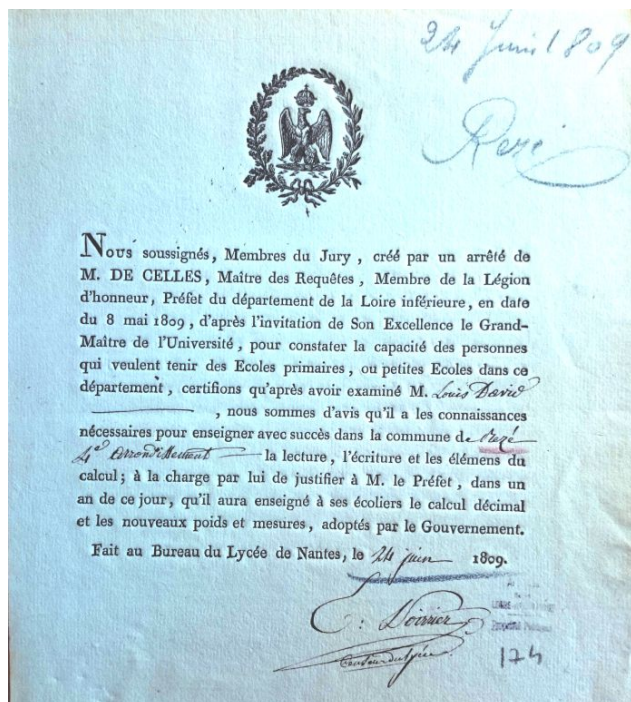 24 Juin 1809
Rezé
Nous soussignés, Membres du Jury, créé par un arrêté de
M. DE CELLES, Maître des Requêtes, Membre de la Légion
d'honneur, Préfet du département de la Loire inférieure, en date
du 8 mai 1809, d'après l'invitation de Son Excellence le Grand-
Maître de l'Université, pour constater la capacité des personnes
qui veulent tenir des Ecoles primaires, ou petites Ecoles dans ce
département, certifions qu'après avoir examiné M. Louis David
, nous sommes d'avis qu'il a les connaissances
nécessaires pour enseigner avec succès dans la commune de Rezé
4e Arrondissement la lecture, l'écriture et les élémens du
calcul; à la charge par lui de justifier à M. le Préfet, dans un
an de ce jour, qu'il aura enseigné à ses écoliers le calcul décimal
et les nouveaux poids et mesures, adoptés par le Gouvernement.
Fait au Bureau du Lycée de Nantes, le 24 juin 1809.
174